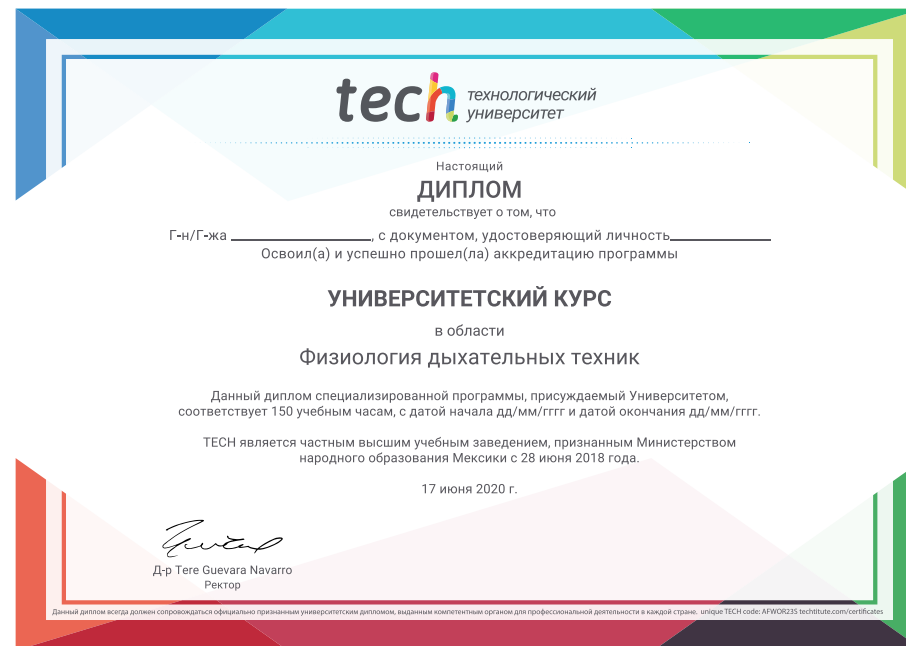 tech технологический
университет
Настоящий
ДИПЛОМ
свидетельствует о том, что
Г-н/Г-жа ____________________, с документом, удостоверяющий личность______________
Освоил(а) и успешно прошел(ла) аккредитацию программы
УНИВЕРСИТЕТСКИЙ КУРС
в области
Физиология дыхательных техник
Данный диплом специализированной программы, присуждаемый Университетом,
соответствует 150 учебным часам, с датой начала дд/мм/гггг и датой окончания дд/мм/гггг.
TECH является частным высшим учебным заведением, признанным Министерством
народного образования Мексики с 28 июня 2018 года.
17 июня 2020 г.
Д-р Tere Guevara Navarro
Ректор
Данный диплом всегда должен сопровождаться официально признанным университетским дипломом, выданным компетентным органом для профессиональной деятельности в каждой стране. unique TECH code: AFWOR23S techtitute.com/certificates